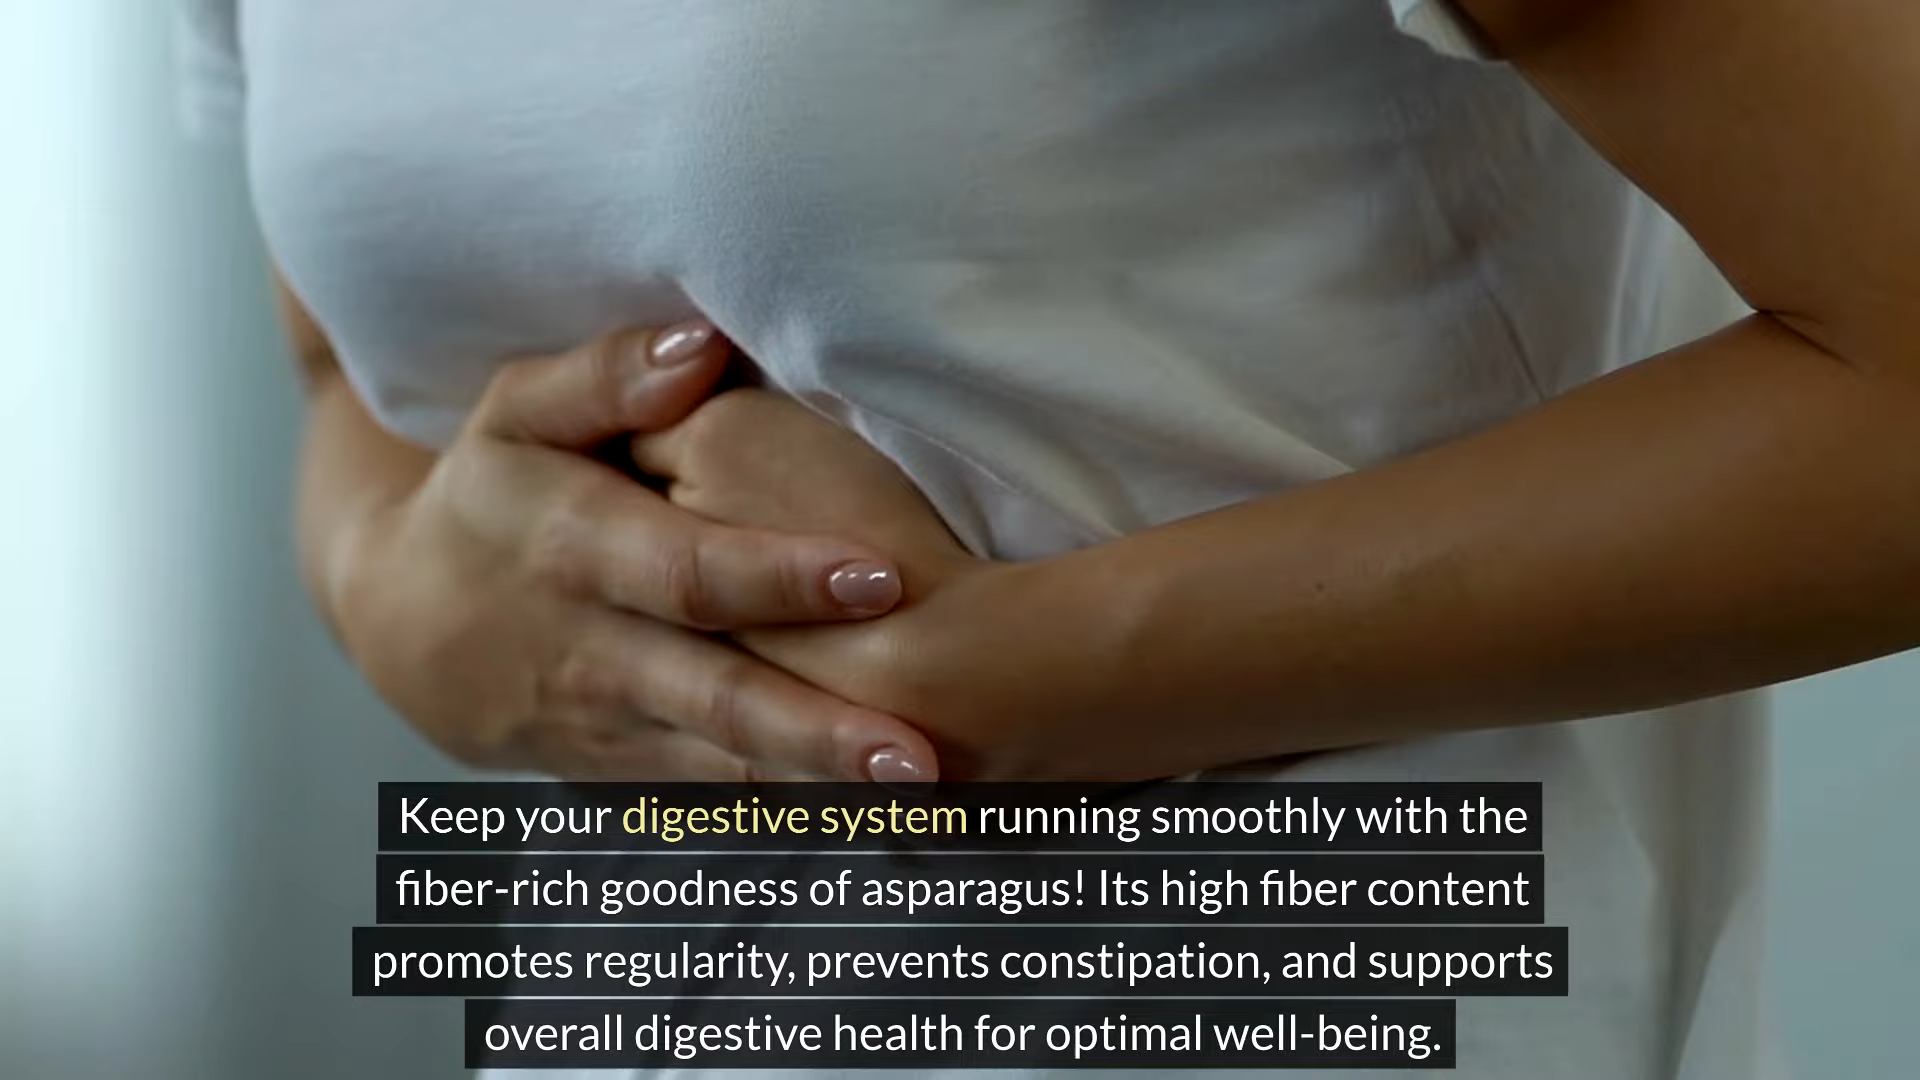 Keep your digestive system running smoothly with the
fiber-rich goodness of asparagus! Its high fiber content
promotes regularity, prevents constipation, and supports
overall digestive health for optimal well-being.